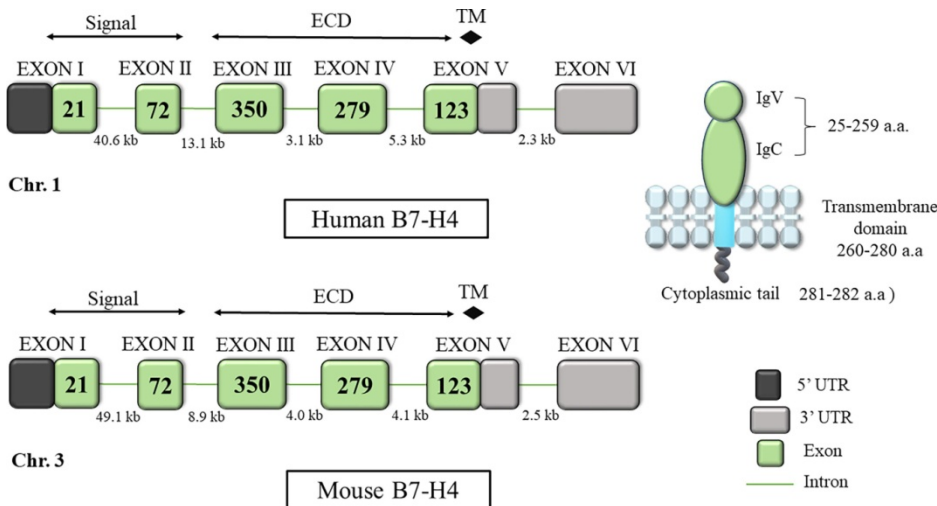 Signal
ECD
TM
EXON I
EXON II
EXON III
EXON IV
EXON V
EXON VI
21
72
350
279
123
40.6 kb
13.1 kb
3.1 kb
5.3 kb
2.3 kb
Chr. 1
Human B7-H4
IgV
IgC
25-259 a.a.
Transmembrane
domain
260-280 a.a
Cytoplasmic tail 281-282 a.a )
Signal
ECD
TM
EXON I
EXON II
EXON III
EXON IV
EXON V
EXON VI
21
72
350
279
123
49.1 kb
8.9 kb
4.0 kb
4.1 kb
2.5 kb
Chr. 3
Mouse B7-H4
5' UTR
3' UTR
Exon
Intron